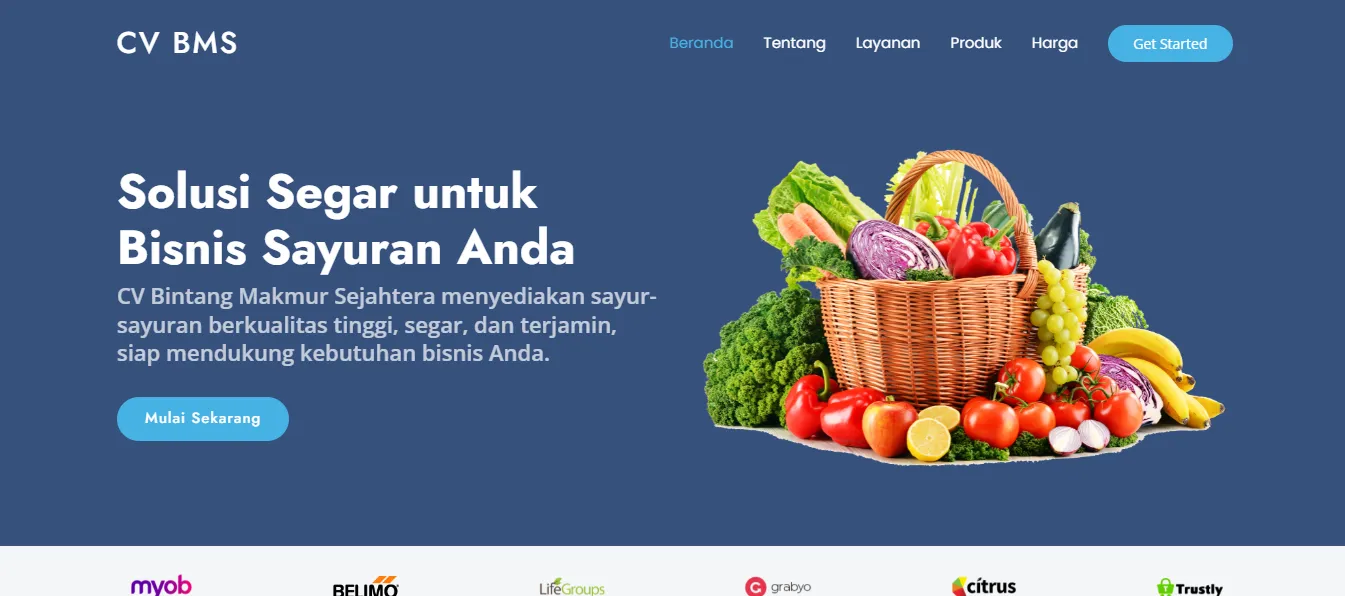 CV BMS
Beranda
Tentang
Layanan
Produk
Harga
Get Started
Solusi Segar untuk
Bisnis Sayuran Anda
CV Bintang Makmur Sejahtera menyediakan sayur-
sayuran berkualitas tinggi, segar, dan terjamin,
siap mendukung kebutuhan bisnis Anda.
Mulai Sekarang
myob
BELIMO
LifeGroups
grabyo
citrus
Trustly